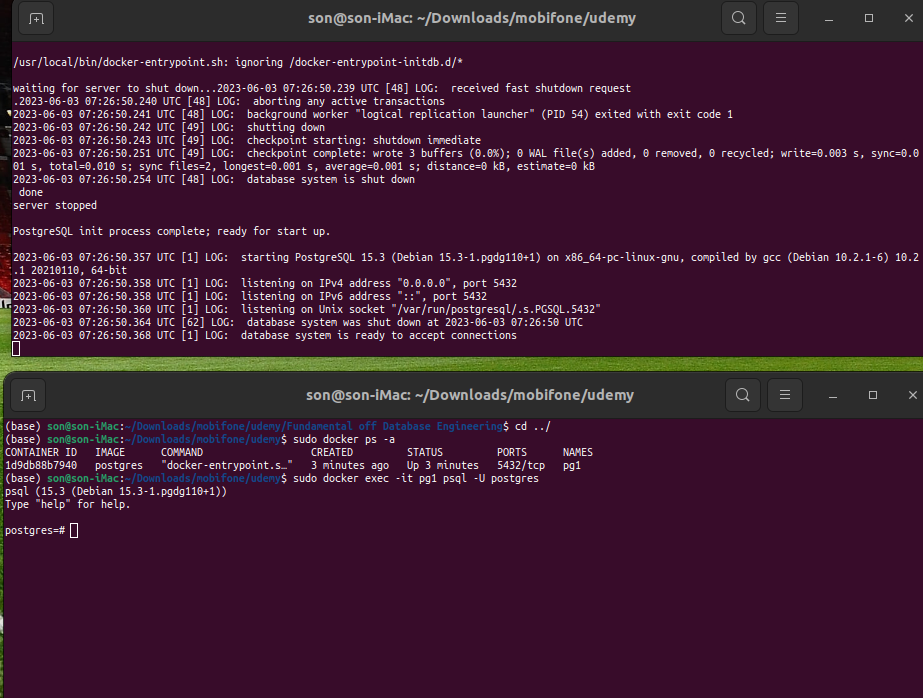 son@son-iMac: ~/Downloads/mobifone/udemy
/usr/local/bin/docker-entrypoint.sh: ignoring /docker-entrypoint-initdb.d/*
waiting for server to shut down...2023-06-03 07:26:50.239 UTC [48] LOG:  received fast shutdown request
.2023-06-03 07:26:50.240 UTC [48] LOG:  aborting any active transactions
2023-06-03 07:26:50.241 UTC [48] LOG:  background worker "logical replication launcher" (PID 54) exited with exit code 1
2023-06-03 07:26:50.242 UTC [49] LOG:  shutting down
2023-06-03 07:26:50.243 UTC [49] LOG:  checkpoint starting: shutdown immediate
2023-06-03 07:26:50.251 UTC [49] LOG:  checkpoint complete: wrote 3 buffers (0.0%); 0 WAL file(s) added, 0 removed, 0 recycled; write=0.003 s, sync=0.0
01 s, total=0.010 s; sync files=2, longest=0.001 s, average=0.001 s; distance=0 kB, estimate=0 kB
2023-06-03 07:26:50.254 UTC [48] LOG:  database system is shut down
done
server stopped
PostgreSQL init process complete; ready for start up.
2023-06-03 07:26:50.357 UTC [1] LOG:  starting PostgreSQL 15.3 (Debian 15.3-1.pgdg110+1) on x86_64-pc-linux-gnu, compiled by gcc (Debian 10.2.1-6) 10.2
.1 20210110, 64-bit
2023-06-03 07:26:50.358 UTC [1] LOG:  listening on IPv4 address "0.0.0.0", port 5432
2023-06-03 07:26:50.358 UTC [1] LOG:  listening on IPv6 address "::", port 5432
2023-06-03 07:26:50.360 UTC [1] LOG:  listening on Unix socket "/var/run/postgresql/.s.PGSQL.5432"
2023-06-03 07:26:50.364 UTC [62] LOG:  database system was shut down at 2023-06-03 07:26:50 UTC
2023-06-03 07:26:50.368 UTC [1] LOG:  database system is ready to accept connections
son@son-iMac: ~/Downloads/mobifone/udemy
(base) son@son-iMac:~/Downloads/mobifone/udemy/Fundamental off Database Engineering$ cd ../
(base) son@son-iMac:~/Downloads/mobifone/udemy$ sudo docker ps -a
CONTAINER ID   IMAGE      COMMAND                  CREATED         STATUS         PORTS      NAMES
1d9db88b7940   postgres   "docker-entrypoint.s…"   3 minutes ago   Up 3 minutes   5432/tcp   pg1
(base) son@son-iMac:~/Downloads/mobifone/udemy$ sudo docker exec -it pg1 psql -U postgres
psql (15.3 (Debian 15.3-1.pgdg110+1))
Type "help" for help.
postgres=#